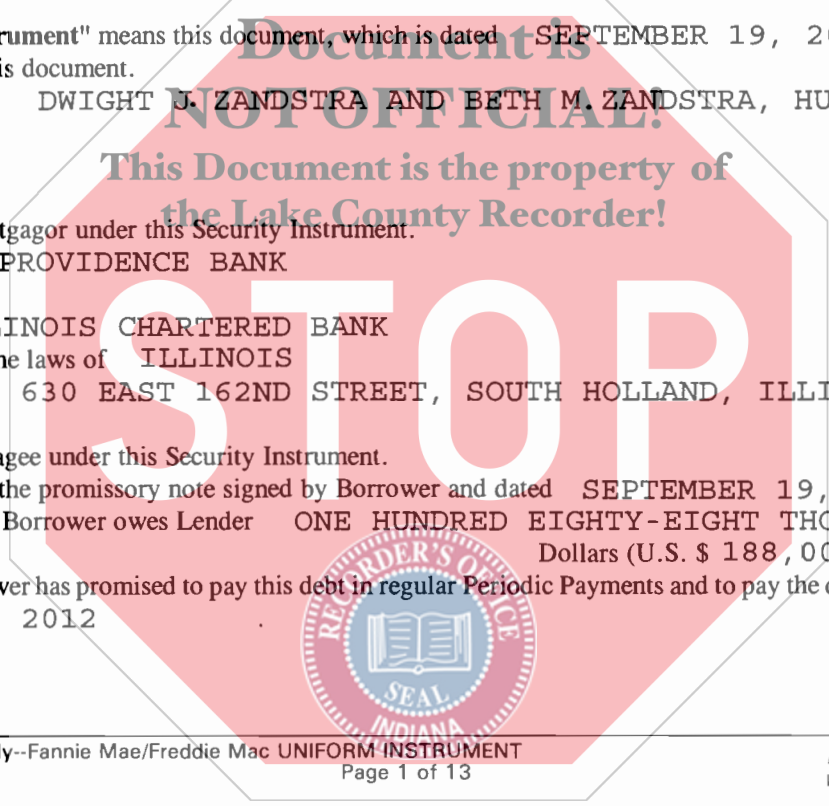 Document is
rument" means this document, which is dated SEPTEMBER 19, 2
is document.
DWIGHT J. ZANDSTRA AND BETH M. ZANDSTRA, HU
NOT OFFICIAL!
This Document is the property of
the Lake County Recorder!
tgagor under this Security Instrument.
PROVIDENCE BANK
STOP
INOIS CHARTERED BANK
he laws of ILLINOIS
630 EAST 162ND STREET, SOUTH HOLLAND, ILLI
agee under this Security Instrument.
the promissory note signed by Borrower and dated SEPTEMBER 19,
Borrower owes Lender ONE HUNDRED EIGHTY-EIGHT THO
Dollars (U.S. $ 188,00
ver has promised to pay this debt in regular Periodic Payments and to pay the
2012
RECORDER'S OFFICE
SEAL
INDIANA
ly--Fannie Mae/Freddie Mac UNIFORM INSTRUMENT
Page 1 of 13